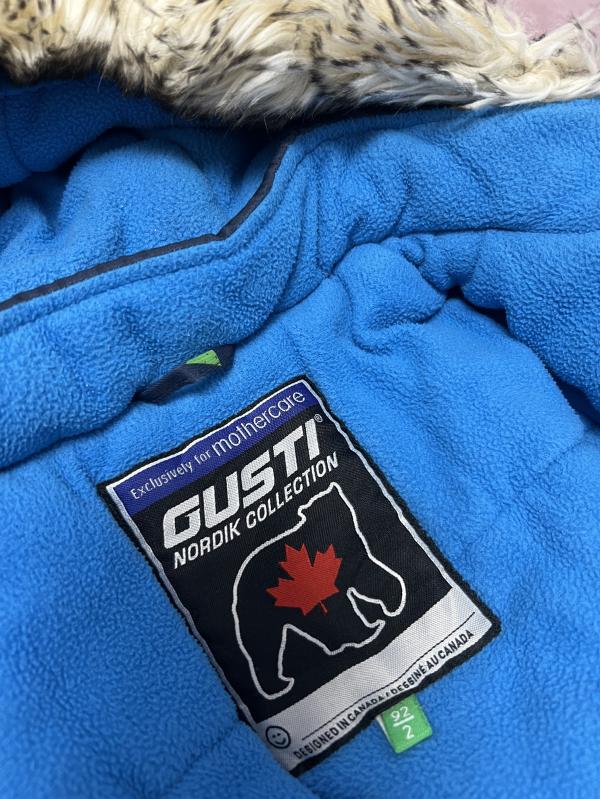 Exclusively for mothercare
GUSTI®
NORDIK COLLECTION
DESIGNED IN CANADA / DESSINÉ AU CANADA
92
2